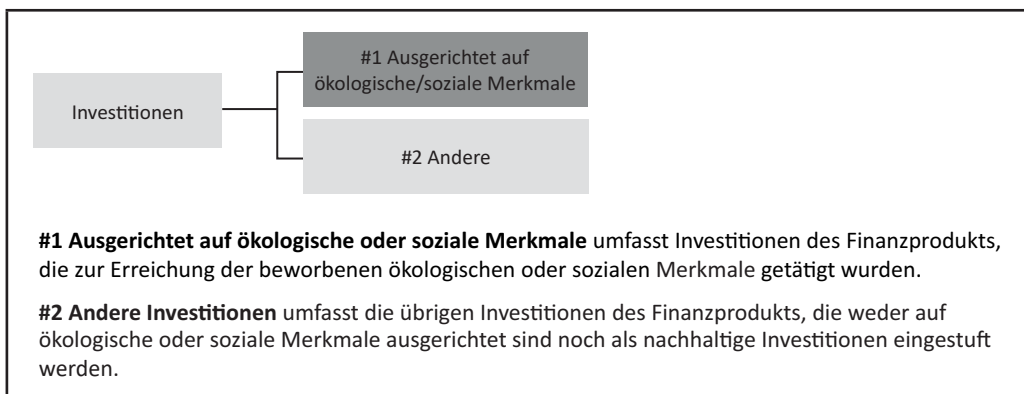 #1 Ausgerichtet auf
ökologische/soziale Merkmale
Investitionen
#2 Andere
#1 Ausgerichtet auf ökologische oder soziale Merkmale umfasst Investitionen des Finanzprodukts,
die zur Erreichung der beworbenen ökologischen oder sozialen Merkmale getätigt wurden.
#2 Andere Investitionen umfasst die übrigen Investitionen des Finanzprodukts, die weder auf
ökologische oder soziale Merkmale ausgerichtet sind noch als nachhaltige Investitionen eingestuft
werden.